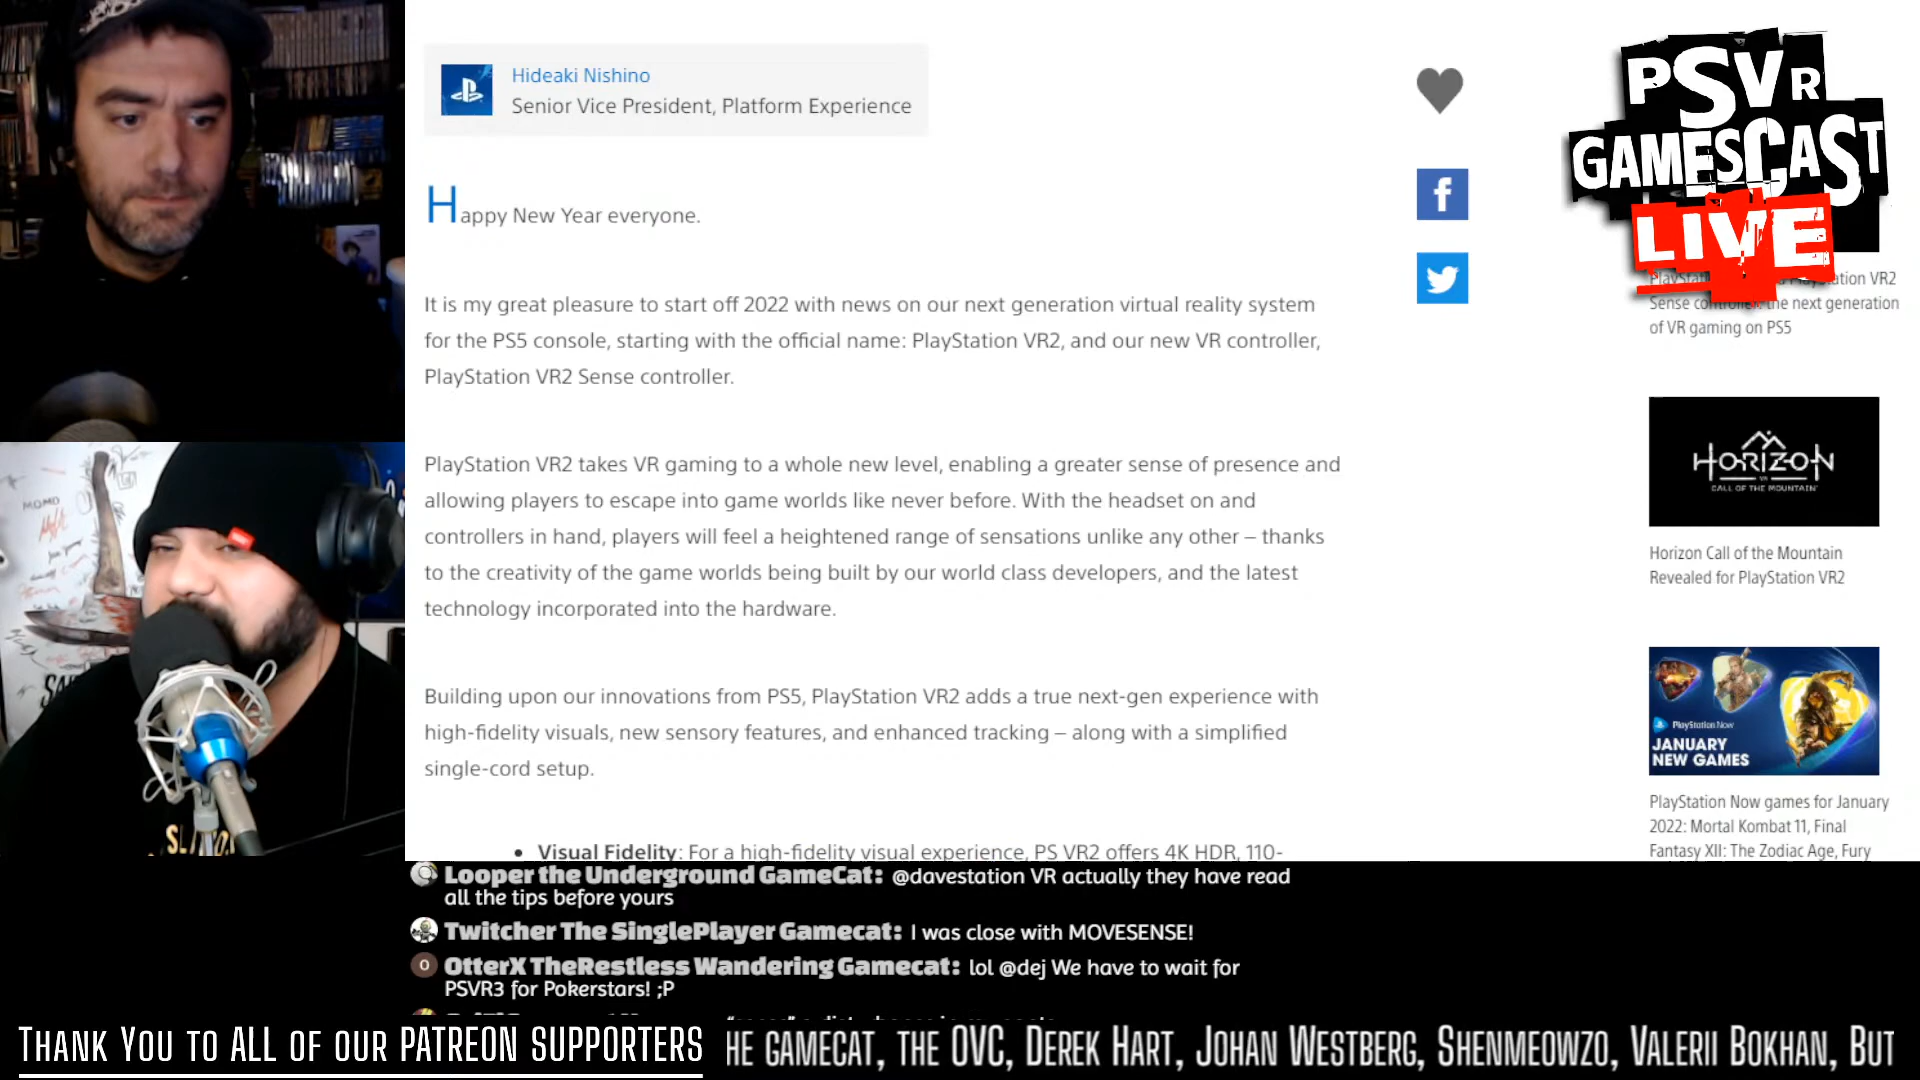 Hideaki Nishino
Senior Vice President, Platform Experience
Happy New Year everyone.
It is my great pleasure to start off 2022 with news on our next generation virtual reality system
for the PS5 console, starting with the official name: PlayStation VR2, and our new VR controller,
PlayStation VR2 Sense controller.
PlayStation VR2 takes VR gaming to a whole new level, enabling a greater sense of presence and
allowing players to escape into game worlds like never before. With the headset on and
controllers in hand, players will feel a heightened range of sensations unlike any other – thanks
to the creativity of the game worlds being built by our world class developers, and the latest
technology incorporated into the hardware.
Building upon our innovations from PS5, PlayStation VR2 adds a true next-gen experience with
high-fidelity visuals, new sensory features, and enhanced tracking – along with a simplified
single-cord setup.
• Visual Fidelity: For a high-fidelity visual experience, PS VR2 offers 4K HDR, 110-
PSVR
GAMESCAST
LIVE
VR2
Sense the next generation
of VR gaming on PS5
HORIZON
VR
CALL OF THE MOUNTAIN
Horizon Call of the Mountain
Revealed for PlayStation VR2
PlayStation Now
JANUARY
NEW GAMES
PlayStation Now games for January
2022: Mortal Kombat 11, Final
Fantasy XII: The Zodiac Age, Fury
MOMO
Looper the Underground GameCat: @davestation VR actually they have read
all the tips before yours
Twitcher The SinglePlayer Gamecat: I was close with MOVESENSE!
O OtterX TheRestless Wandering Gamecat: lol @dej We have to wait for
PSVR3 for Pokerstars! ;P
THANK YOU TO ALL OF OUR PATREON SUPPORTERS
HE GAMECAT, THE OVC, DEREK HART, JOHAN WESTBERG, SHENMEOWZO, VALERII BOKHAN, BUT